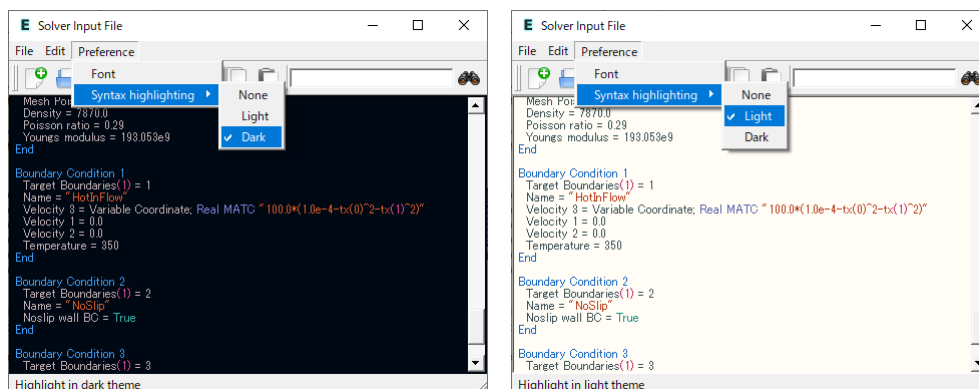 Solver Input File
File Edit Preference
Font
Syntax highlighting
None
Light
Dark
Mesh Poi
Density = 7870.0
Poisson ratio = 0.29
Youngs modulus = 193.053e9
End
Boundary Condition 1
Target Boundaries(1) = 1
Name = "HotInFlow"
Velocity 3 = Variable Coordinate; Real MATC "100.0*(1.0e-4-tx(0)^2-tx(1)^2)"
Velocity 1 = 0.0
Velocity 2 = 0.0
Temperature = 350
End
Boundary Condition 2
Target Boundaries(1) = 2
Name = "NoSlip"
Noslip wall BC = True
End
Boundary Condition 3
Target Boundaries(1) = 3
Highlight in dark theme
Solver Input File
File Edit Preference
Font
Syntax highlighting
None
Light
Dark
Mesh Poi
Density = 7870.0
Poisson ratio = 0.29
Youngs modulus = 193.053e9
End
Boundary Condition 1
Target Boundaries(1) = 1
Name = "HotInFlow"
Velocity 3 = Variable Coordinate; Real MATC "100.0*(1.0e-4-tx(0)^2-tx(1)^2)"
Velocity 1 = 0.0
Velocity 2 = 0.0
Temperature = 350
End
Boundary Condition 2
Target Boundaries(1) = 2
Name = "NoSlip"
Noslip wall BC = True
End
Boundary Condition 3
Target Boundaries(1) = 3
Highlight in light theme